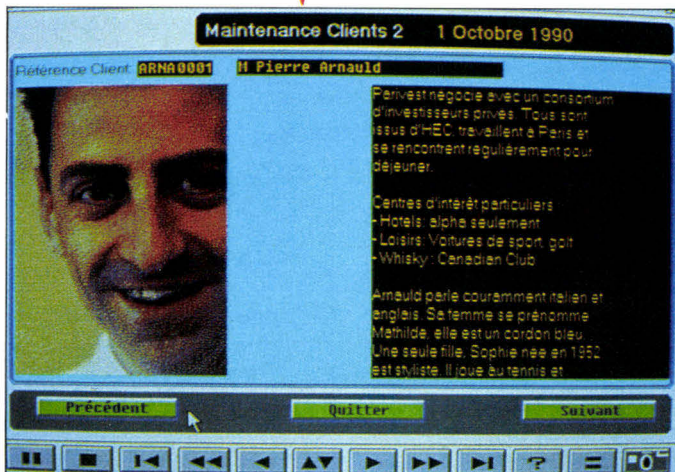 Maintenance Clients 2 1 Octobre 1990
Référence Client ARNA0001 M Pierre Arnauld
Parivest négocie avec un consortium
d'investisseurs privés. Tous sont
issus d'HEC, travaillent à Paris et
se rencontrent regulièrement pour
déjeuner.
Centres d'interêt particuliers
- Hotels: alpha seulement
- Loisirs: Voitures de sport, golf
- Whisky: Canadian Club
Arnauld parle couramment italien et
anglais. Sa femme se prénomme
Mathilde, elle est un cordon bleu.
Une seule fille, Sophie née en 1952
est styliste. Il joue au tennis et
Précédent Quitter Suivant
?